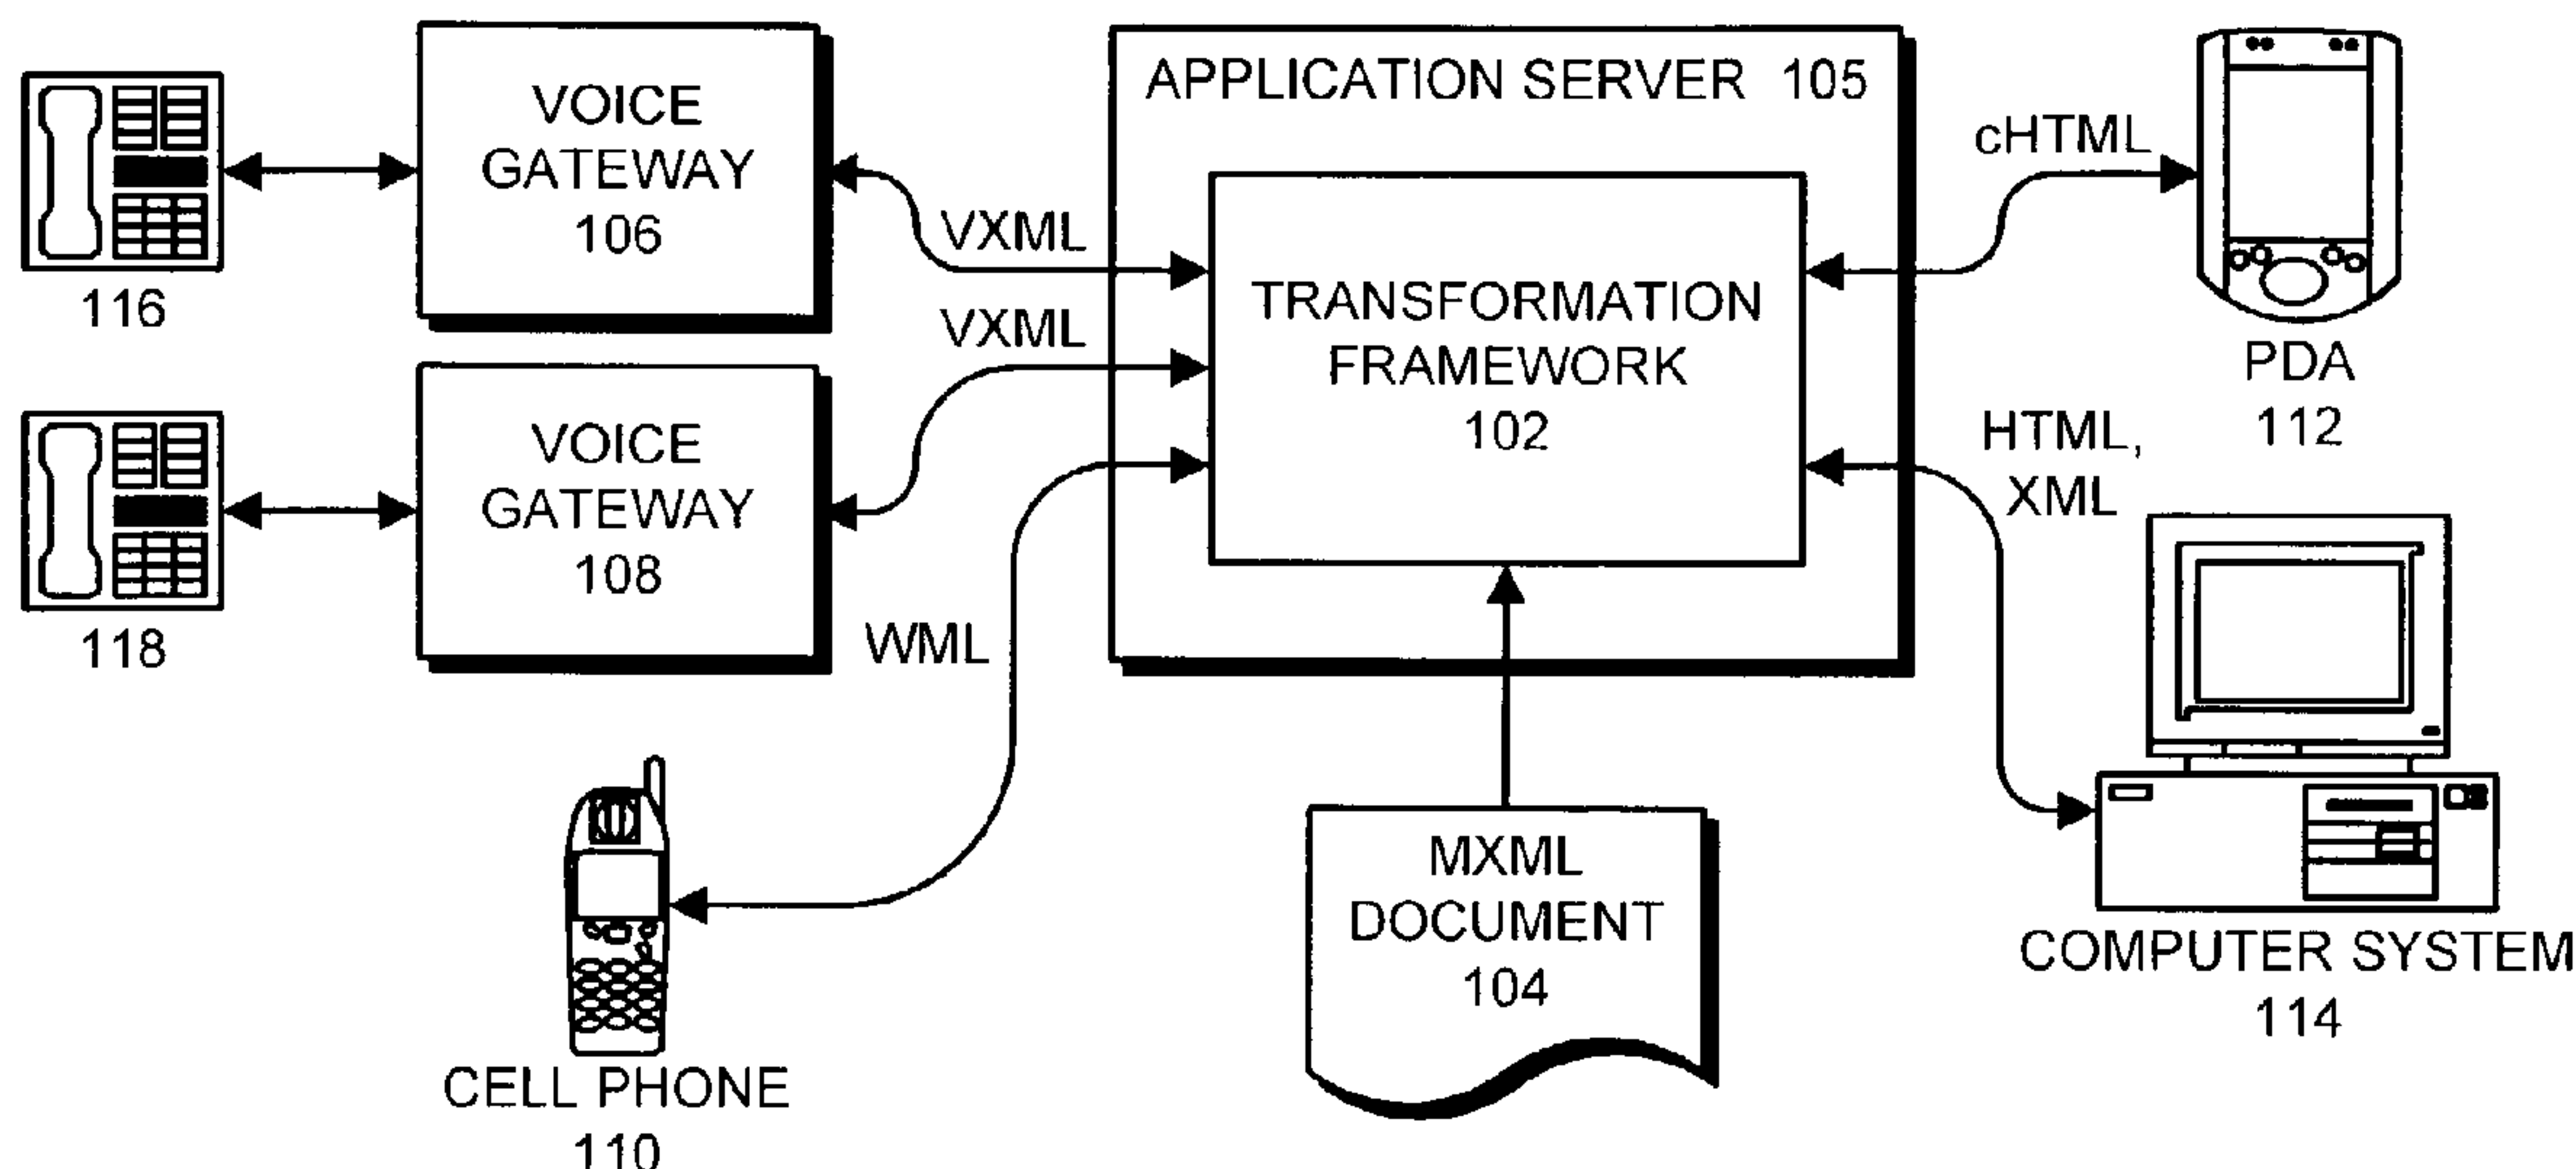 VOICE
GATEWAY
106
116
VOICE
GATEWAY
108
118
VXML
VXML
WML
CELL PHONE
110
APPLICATION SERVER 105
TRANSFORMATION
FRAMEWORK
102
MXML
DOCUMENT
104
cHTML
PDA
112
HTML,
XML
COMPUTER SYSTEM
114